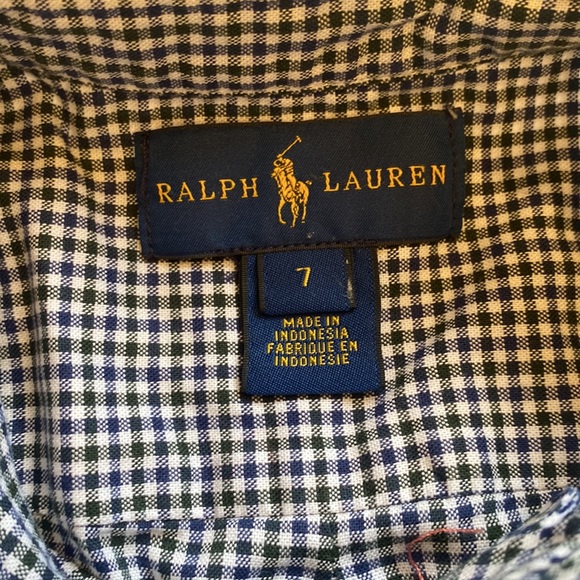 RALPH LAUREN
7
MADE IN
INDONESIA
FABRIQUE EN
INDONESIE